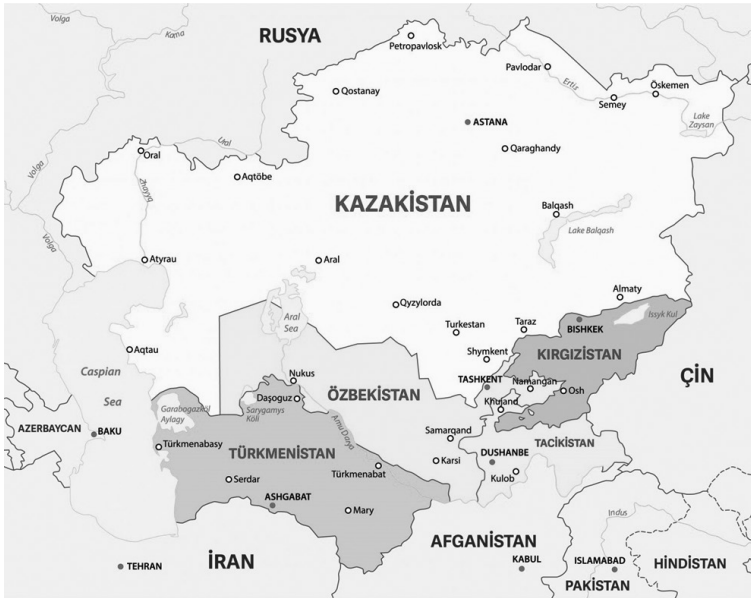 Volga
Kama
RUSYA
Petropavlosk
Pavlodar
Ertix
Qostanay
Semey
Öskemen
ASTANA
Lake
Zaysan
Ural
Oral
Qaraghandy
Volga
Aqtöbe
Zhayyq
KAZAKİSTAN
Balqash
Lake Balqash
Volga
Atyrau
Aral
Almaty
Qyzylorda
Aral
Sea
Issyk Kul
Taraz
BISHKEK
Turkestan
Aqtau
Shymkent
KIRGIZİSTAN
Caspian
Sea
Nukus
TASHKENT
Namangan
ÇİN
Osh
ÖZBEKİSTAN
Daşoguz
Khujand
Garabogazköl
Aylagy
Sarygamys
Köli
Amu Darya
AZERBAYCAN
BAKU
Samarqand
TACİKİSTAN
Türkmenabasy
TÜRKMENİSTAN
DUSHANBE
Karsi
Türkmenabat
Kulob
Serdar
ASHGABAT
Mary
Indus
AFGANİSTAN
İRAN
TEHRAN
KABUL
ISLAMABAD
HİNDİSTAN
PAKİSTAN